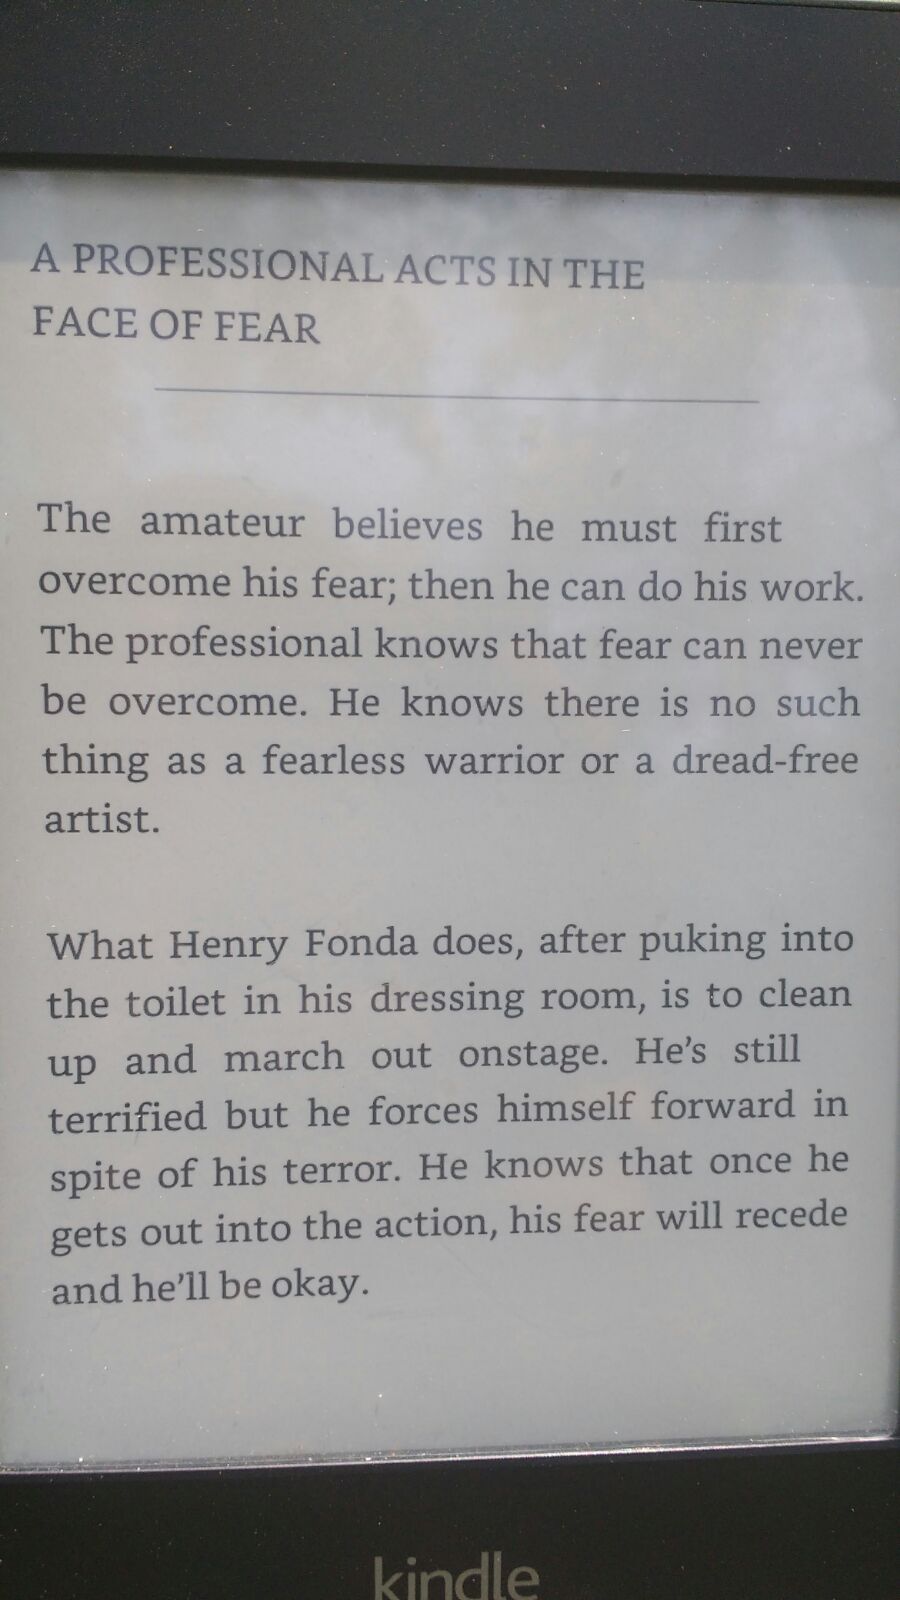 A PROFESSIONAL ACTS IN THE
FACE OF FEAR
The amateur believes he must first
overcome his fear; then he can do his work.
The professional knows that fear can never
be overcome. He knows there is no such
thing as a fearless warrior or a dread-free
artist.
What Henry Fonda does, after puking into
the toilet in his dressing room, is to clean
up and march out onstage. He's still
terrified but he forces himself forward in
spite of his terror. He knows that once he
gets out into the action, his fear will recede
and he'll be okay.
kindle